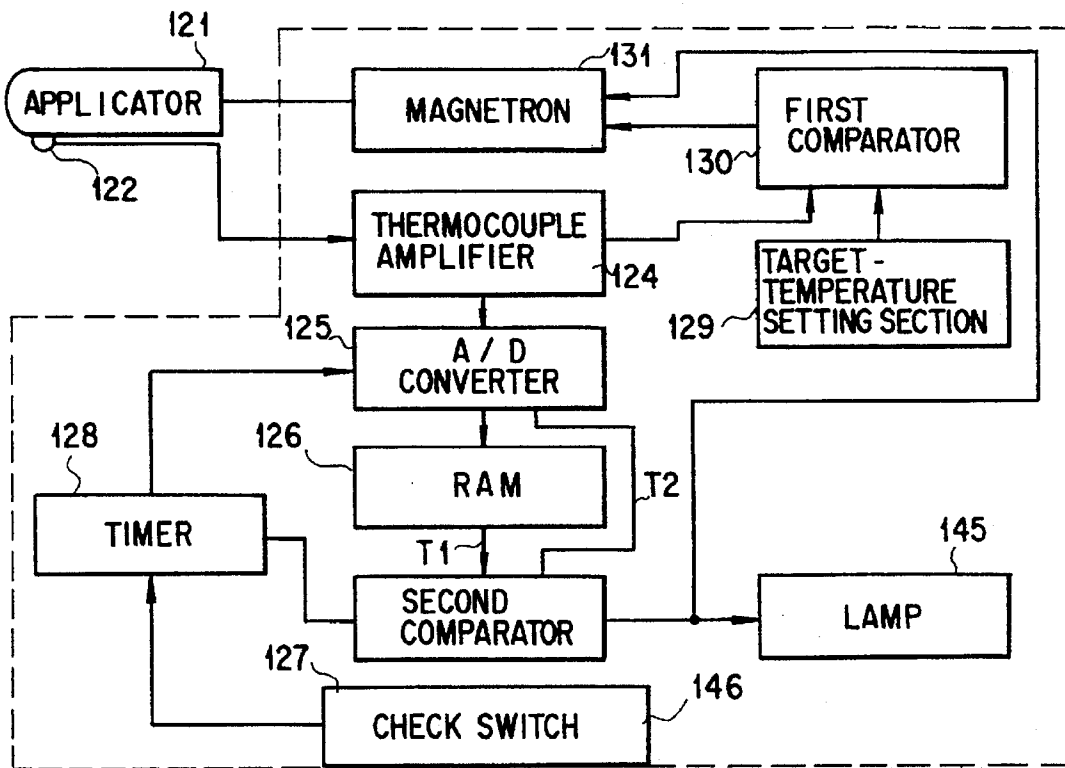 121
APPLICATOR
122
131
MAGNETRON
FIRST
COMPARATOR
130
THERMOCOUPLE
AMPLIFIER
124
TARGET-
TEMPERATURE
SETTING SECTION
129
125
A/D
CONVERTER
128
TIMER
126
RAM
T2
T1
SECOND
COMPARATOR
145
LAMP
127
CHECK SWITCH
146